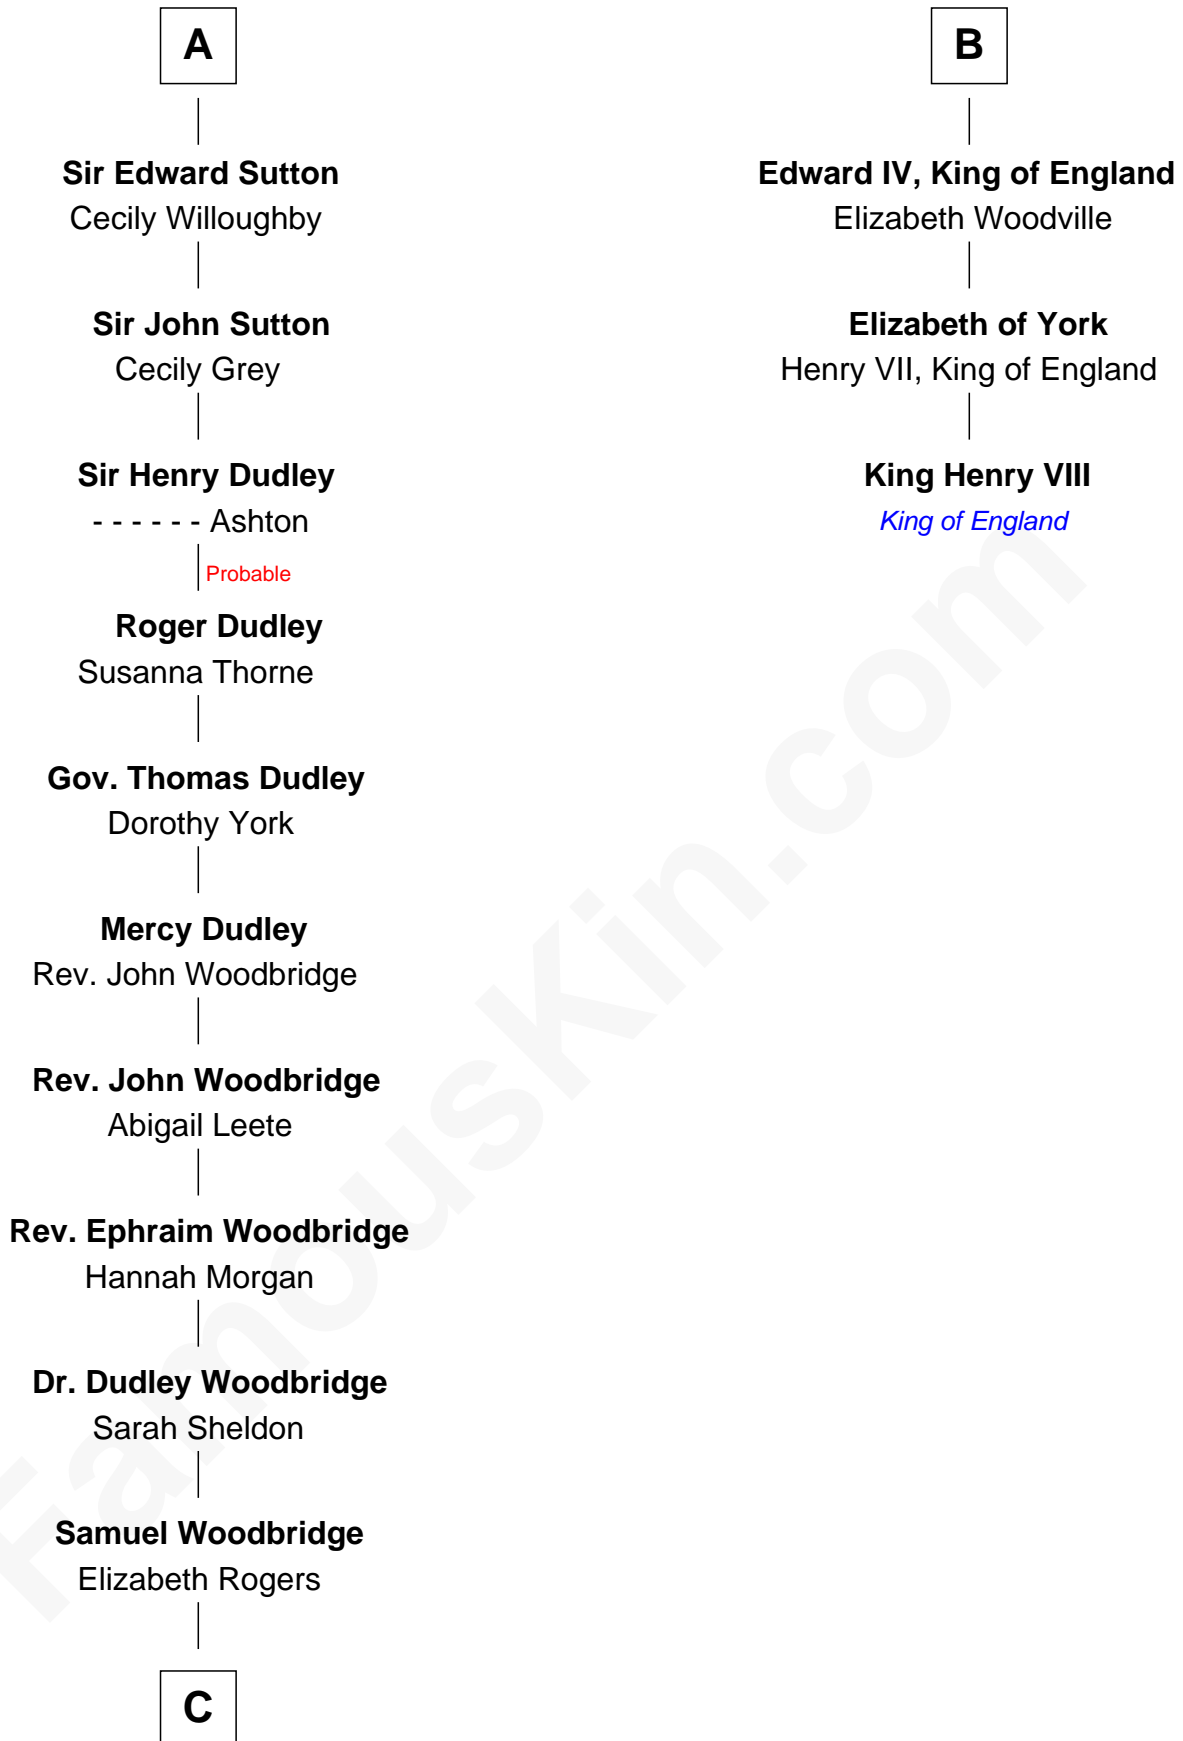 A
Sir Edward Sutton
Cecily Willoughby
Sir John Sutton
Cecily Grey
Sir Henry Dudley
- - - - - - Ashton
Probable
Roger Dudley
Susanna Thorne
Gov. Thomas Dudley
Dorothy York
Mercy Dudley
Rev. John Woodbridge
Rev. John Woodbridge
Abigail Leete
Rev. Ephraim Woodbridge
Hannah Morgan
Dr. Dudley Woodbridge
Sarah Sheldon
Samuel Woodbridge
Elizabeth Rogers
C
B
Edward IV, King of England
Elizabeth Woodville
Elizabeth of York
Henry VII, King of England
King Henry VIII
King of England
FamousKin.com